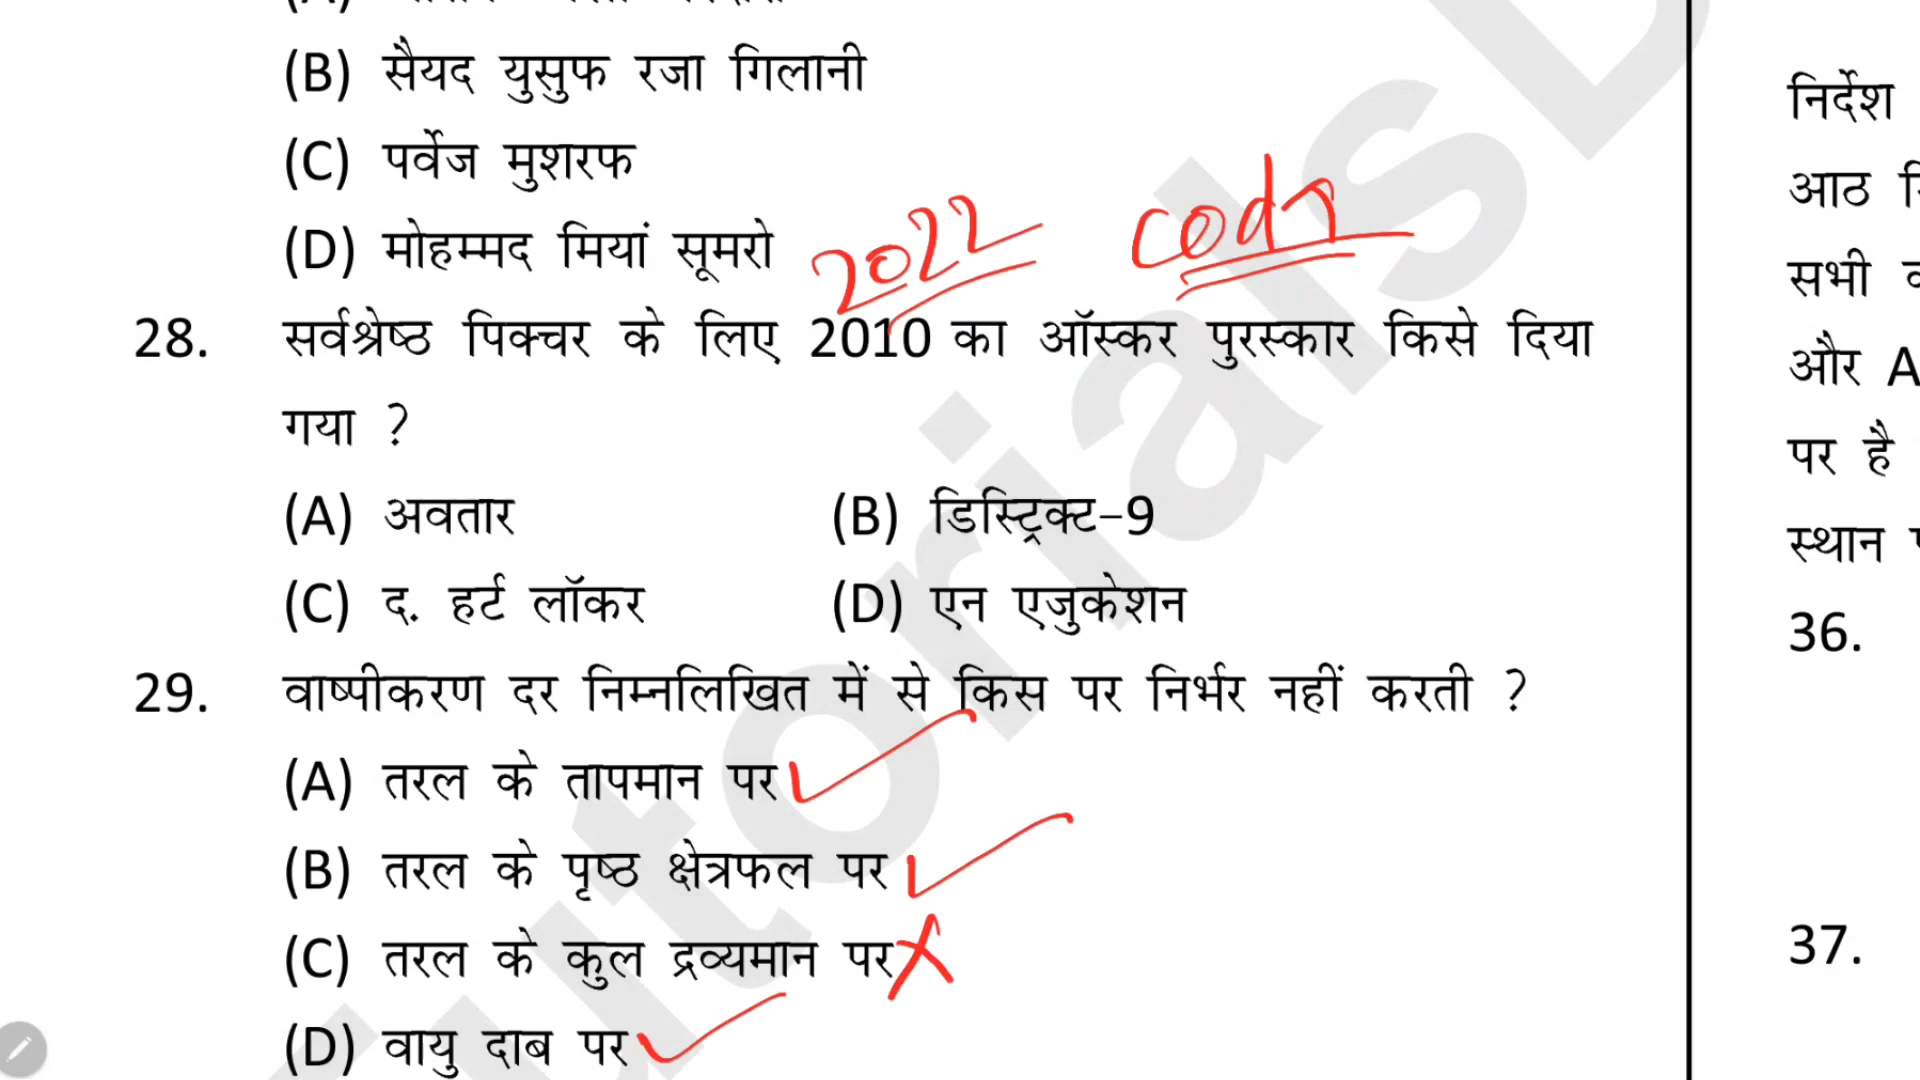 (B) सैयद युसुफ रजा गिलानी
(C) पर्वेज मुशरफ
(D) मोहम्मद मियां सूमरो
2022
28. सर्वश्रेष्ठ पिक्चर के लिए 2010 का ऑस्कर पुरस्कार किसे दिया
गया ?
(A) अवतार
(B) डिस्ट्रिक्ट-9
(C) द. हर्ट लॉकर
(D) एन एजुकेशन
29. वाष्पीकरण दर निम्नलिखित में से किस पर निर्भर नहीं करती ?
(A) तरल के तापमान पर
(B) तरल के पृष्ठ क्षेत्रफल पर
(C) तरल के कुल द्रव्यमान पर
(D) वायु दाब पर
निर्देश
आठ
सभी
और A
पर है
स्थान
36.
37.